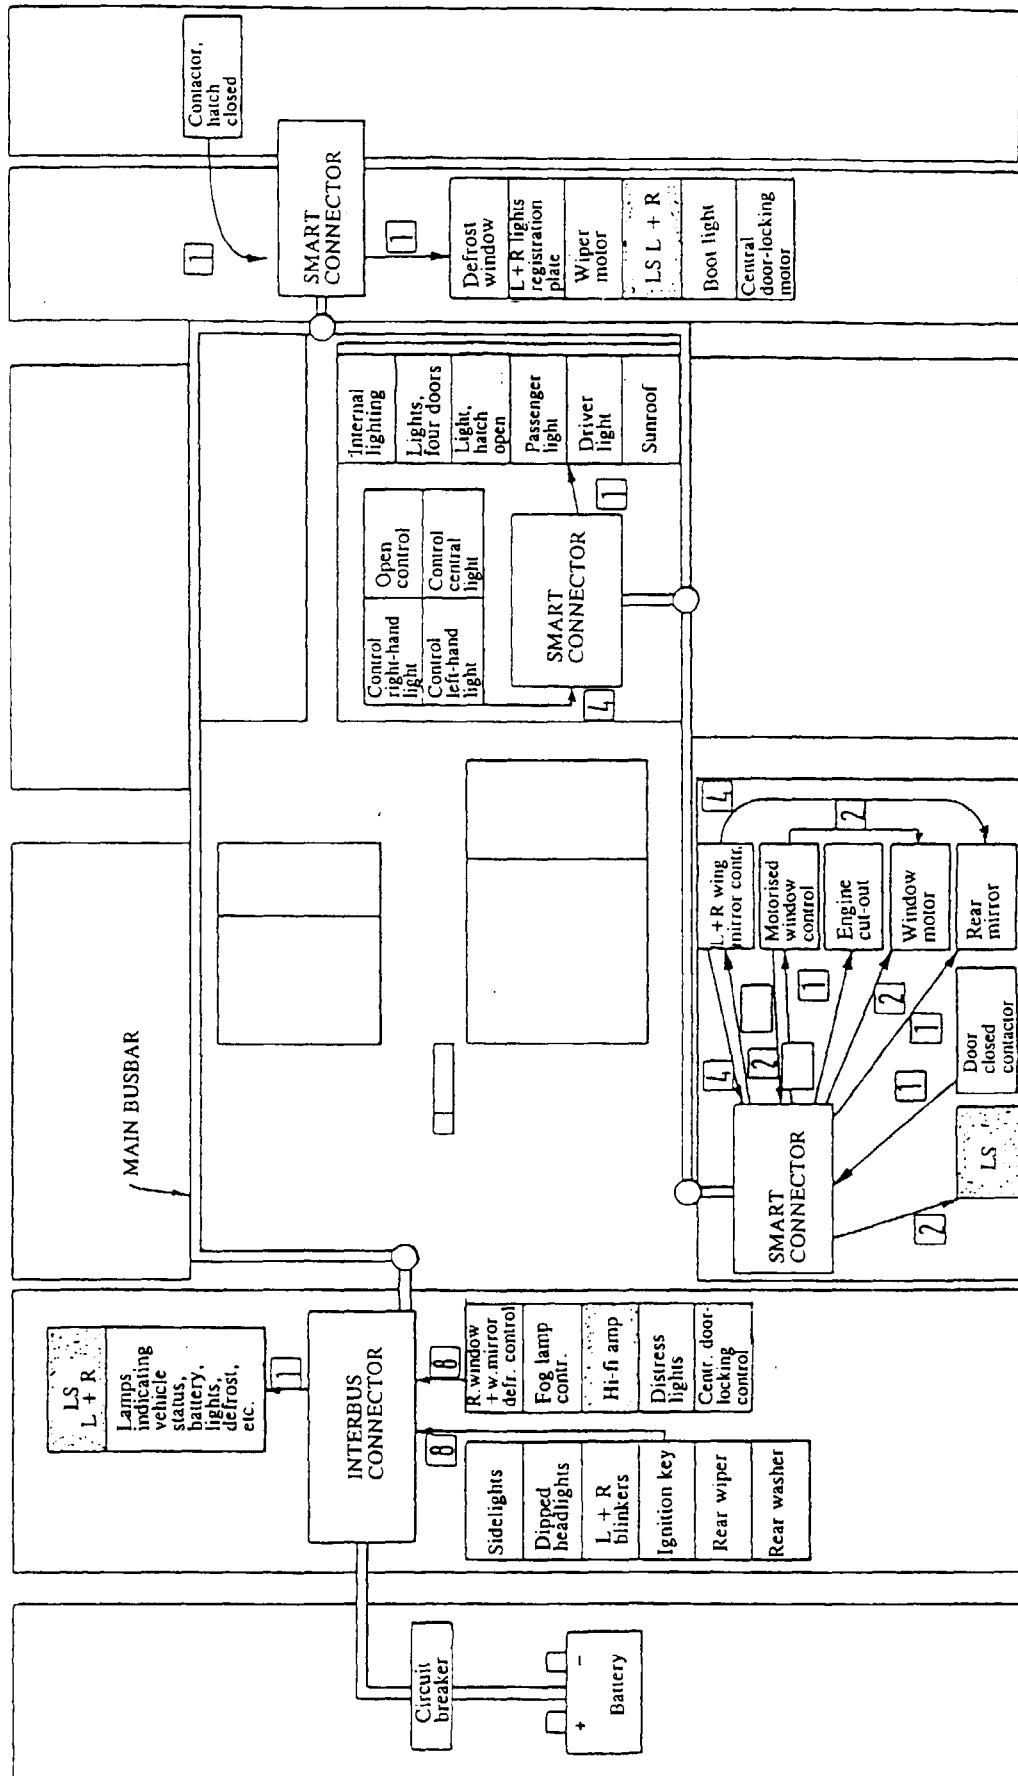 MAIN BUSBAR
LS
L + R
Lamps
indicating
vehicle
status,
battery,
lights,
defrost,
etc.
1
INTERBUS
CONNECTOR
8
8
R.window
+w.mirror
defr. control
Fog lamp
contr.
Hi-fi amp
Distress
lights
Centr. door-
locking
control
Sidelights
Dipped
headlights
L + R
blinkers
Ignition key
Rear wiper
Rear washer
Circuit
breaker
+ -
Battery
Contactor,
hatch
closed
1
SMART
CONNECTOR
1
Defrost
window
L+R lights
registration
plate
Wiper
motor
LS L + R
Boot light
Central
door-locking
motor
Internal
lighting
Lights,
four doors
Light,
hatch
open
Passenger
light
Driver
light
Sunroof
1
Control
right-hand
light
Open
control
Control
left-hand
light
Control
central
light
SMART
CONNECTOR
4
4
2
L+R wing
mirror contr.
Motorised
window
control
Engine
cut-out
Window
motor
Rear
mirror
4
2
1
2
1
1
2
SMART
CONNECTOR
Door
closed
contactor
LS